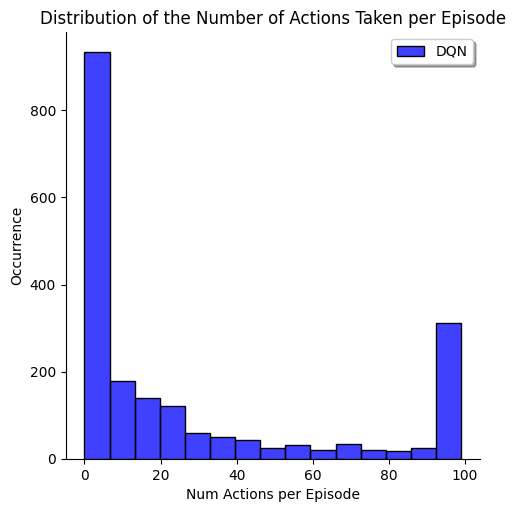 Distribution of the Number of Actions Taken per Episode
DQN
800
600
400
200
0
Occurrence
0 20 40 60 80 100
Num Actions per Episode